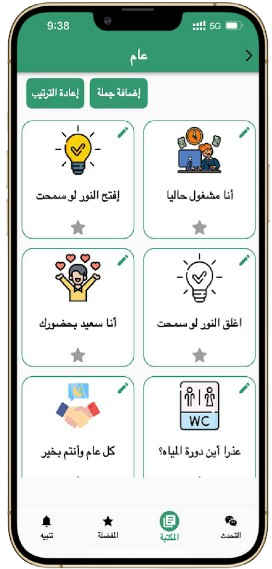 9:38
5G
عام
إضافة جملة
إعادة الترتيب
أنا مشغول حاليا
إفتح النور لو سمحت
اغلق النور لو سمحت
أنا سعيد بحضورك
WC
عذرا أين دورة المياه؟
كل عام وأنتم بخير
التحدث
المكتبة
المفضلة
تنبيه